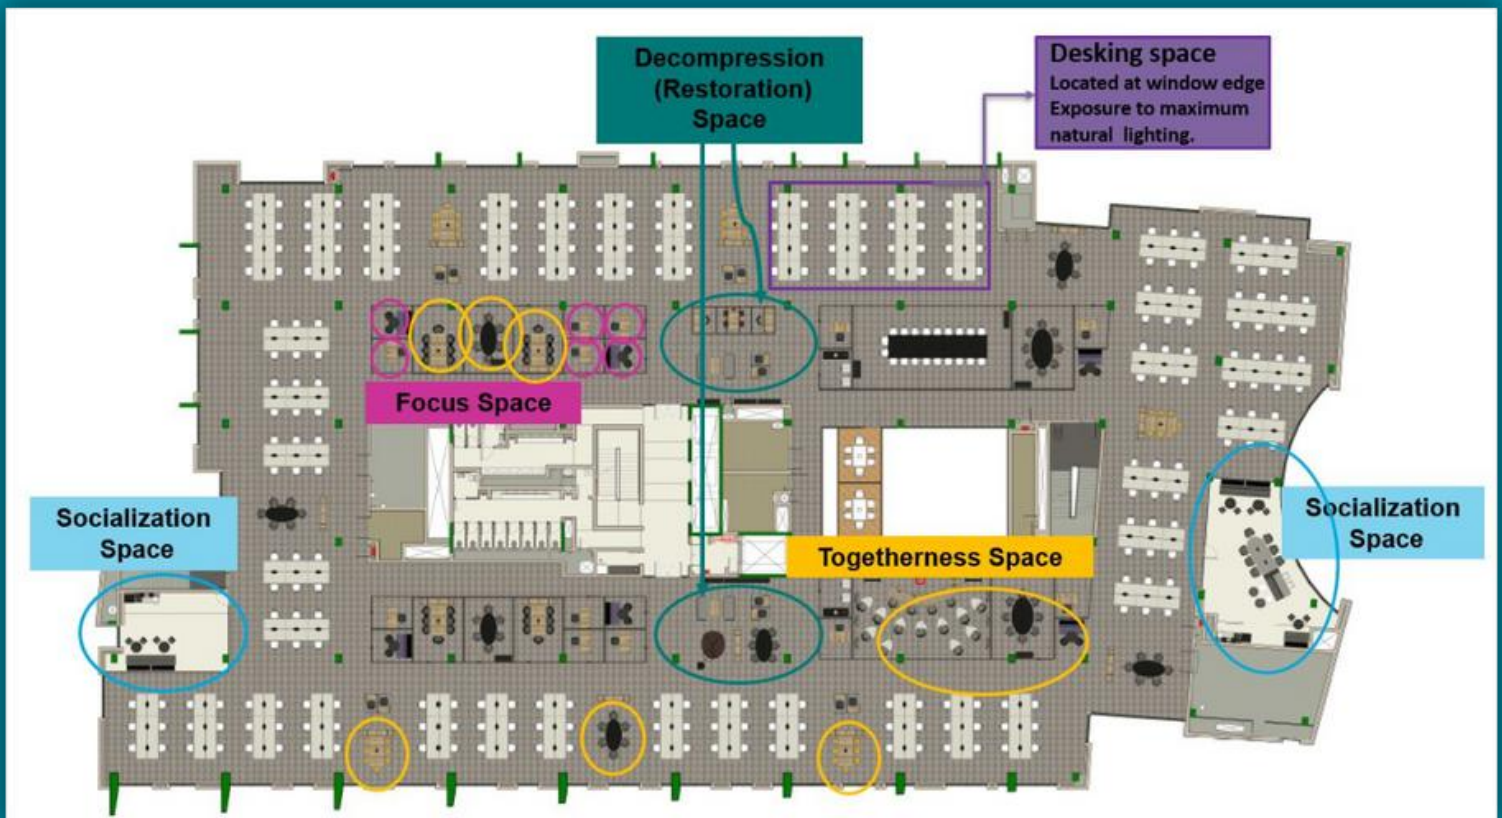 Decompression
(Restoration)
Space
Desking space
Located at window edge
Exposure to maximum
natural lighting.
Focus Space
Socialization
Space
Socialization
Space
Togetherness Space